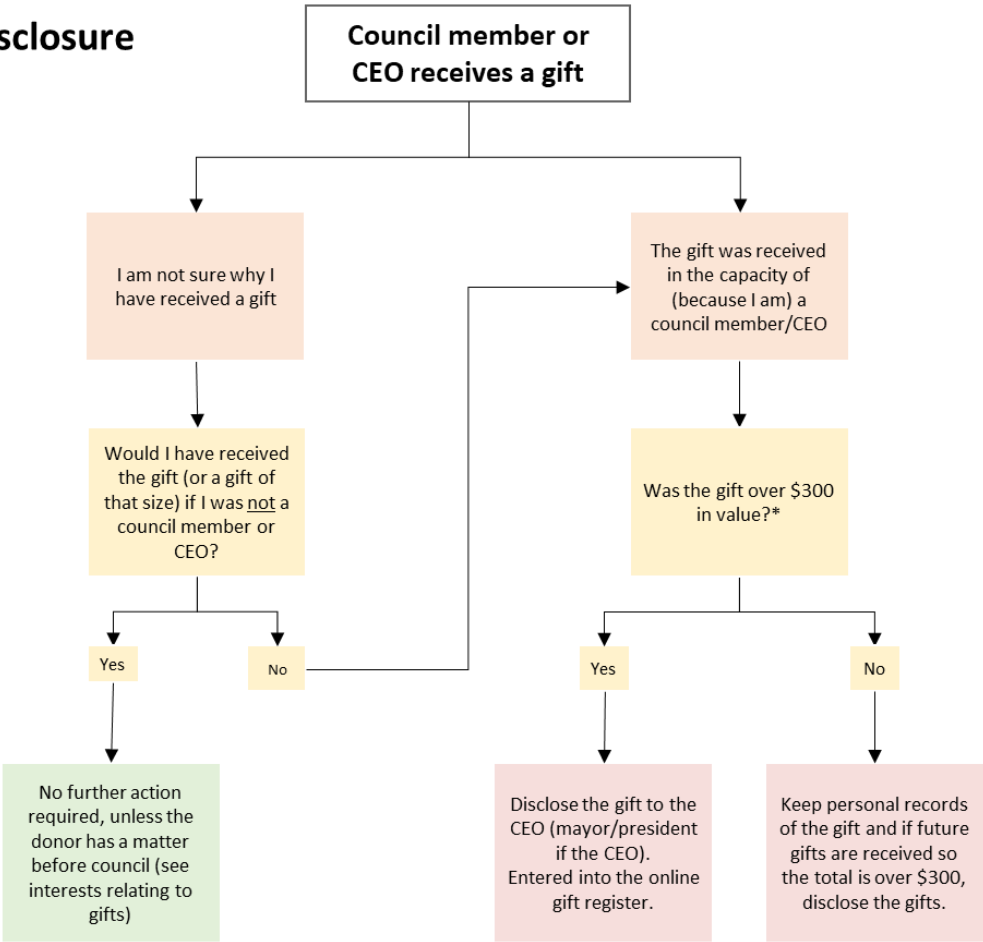 sclosure
Council member or
CEO receives a gift
I am not sure why I
have received a gift
The gift was received
in the capacity of
(because I am) a
council member/CEO
Would I have received
the gift (or a gift of
that size) if I was not a
council member or
CEO?
Was the gift over $300
in value?*
Yes
No
Yes
No
No further action
required, unless the
donor has a matter
before council (see
interests relating to
gifts)
Disclose the gift to the
CEO (mayor/president
if the CEO).
Entered into the online
gift register.
Keep personal records
of the gift and if future
gifts are received so
the total is over $300,
disclose the gifts.